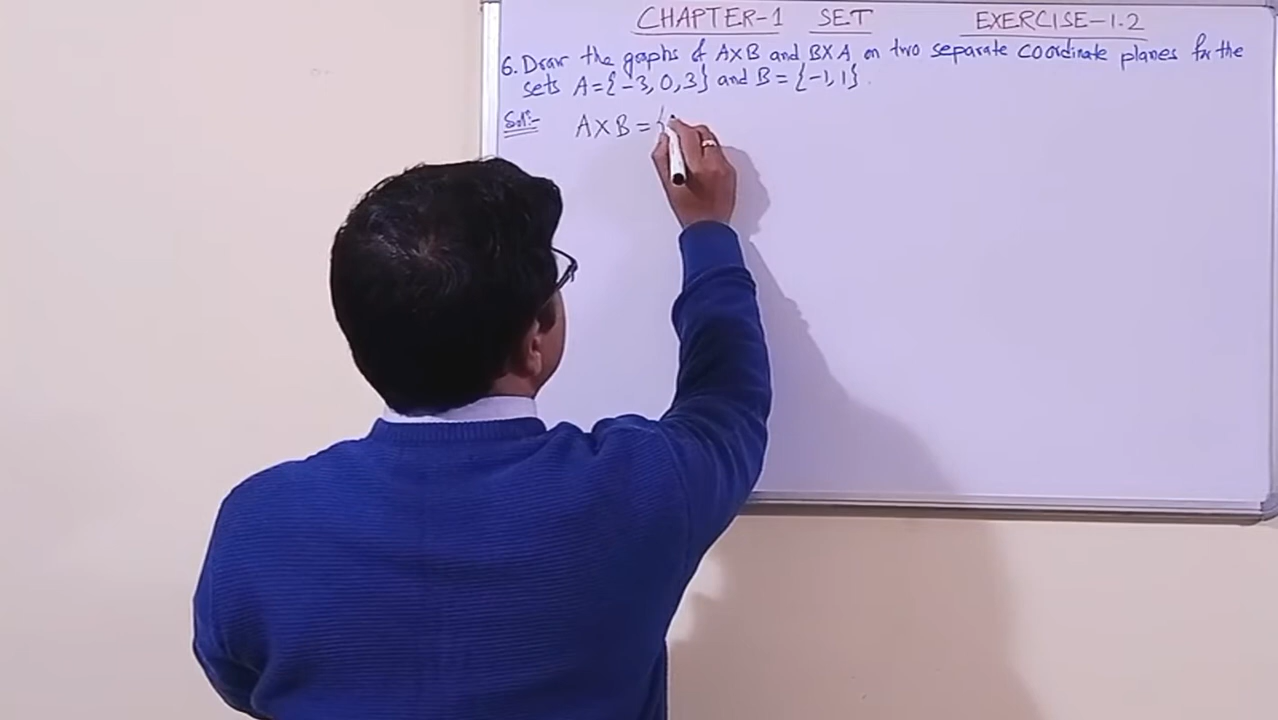 CHAPTER-1 SET EXERCISE-1.2
6. Draw the graphs of A×B and B×A on two separate coordinate planes for the
sets A={-3,0,3} and B={-1,1}.
Sol:- A×B={